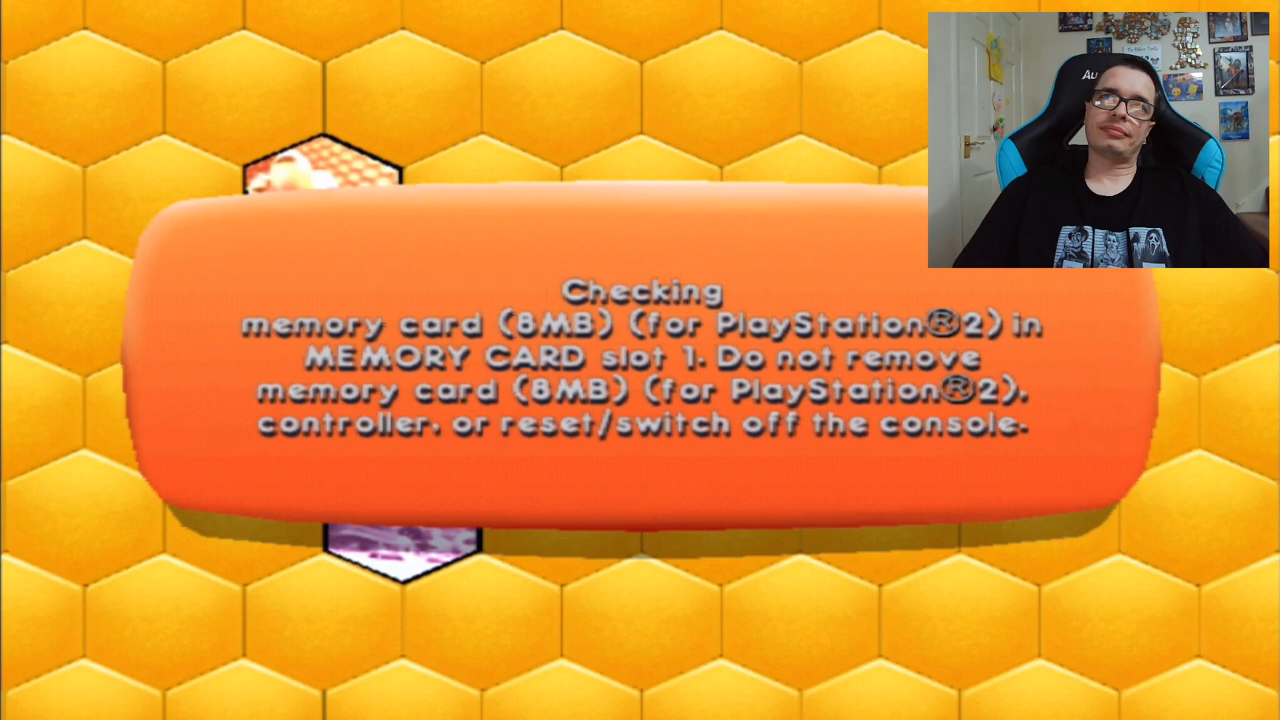 Checking
memory card (8MB) (for PlayStation®2) in
MEMORY CARD slot 1. Do not remove
memory card (8MB) (for PlayStation®2),
controller, or reset/switch off the console.
Au